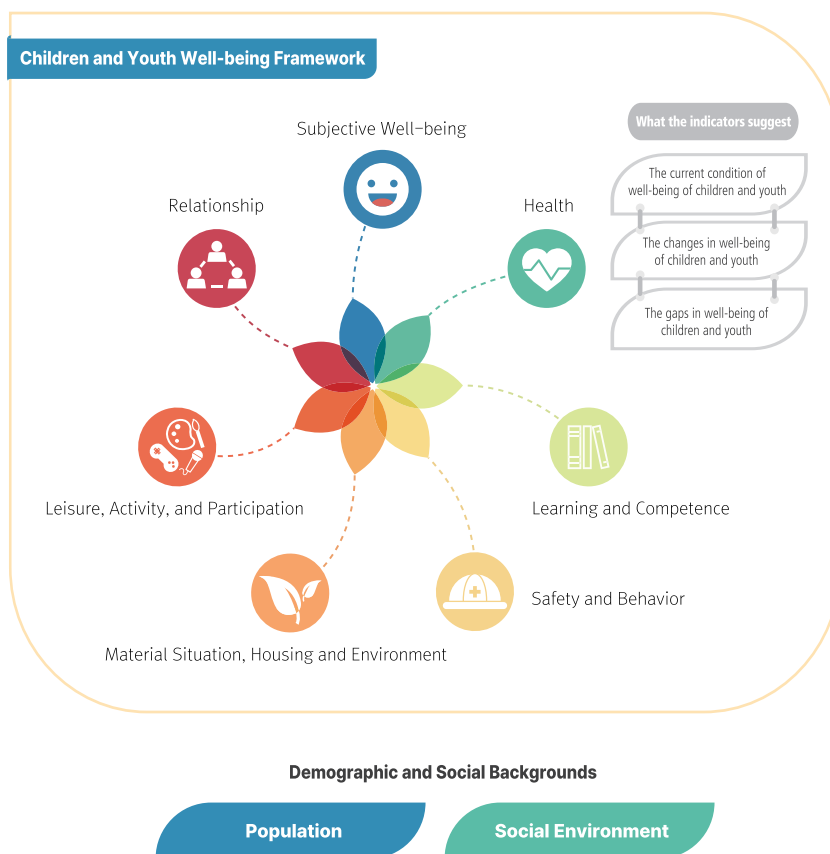 Children and Youth Well-being Framework
Subjective Well-being
What the indicators suggest
The current condition of
well-being of children and youth
Relationship
Health
The changes in well-being
of children and youth
The gaps in well-being of
children and youth
Leisure, Activity, and Participation
Learning and Competence
Safety and Behavior
Material Situation, Housing and Environment
Demographic and Social Backgrounds
Population
Social Environment